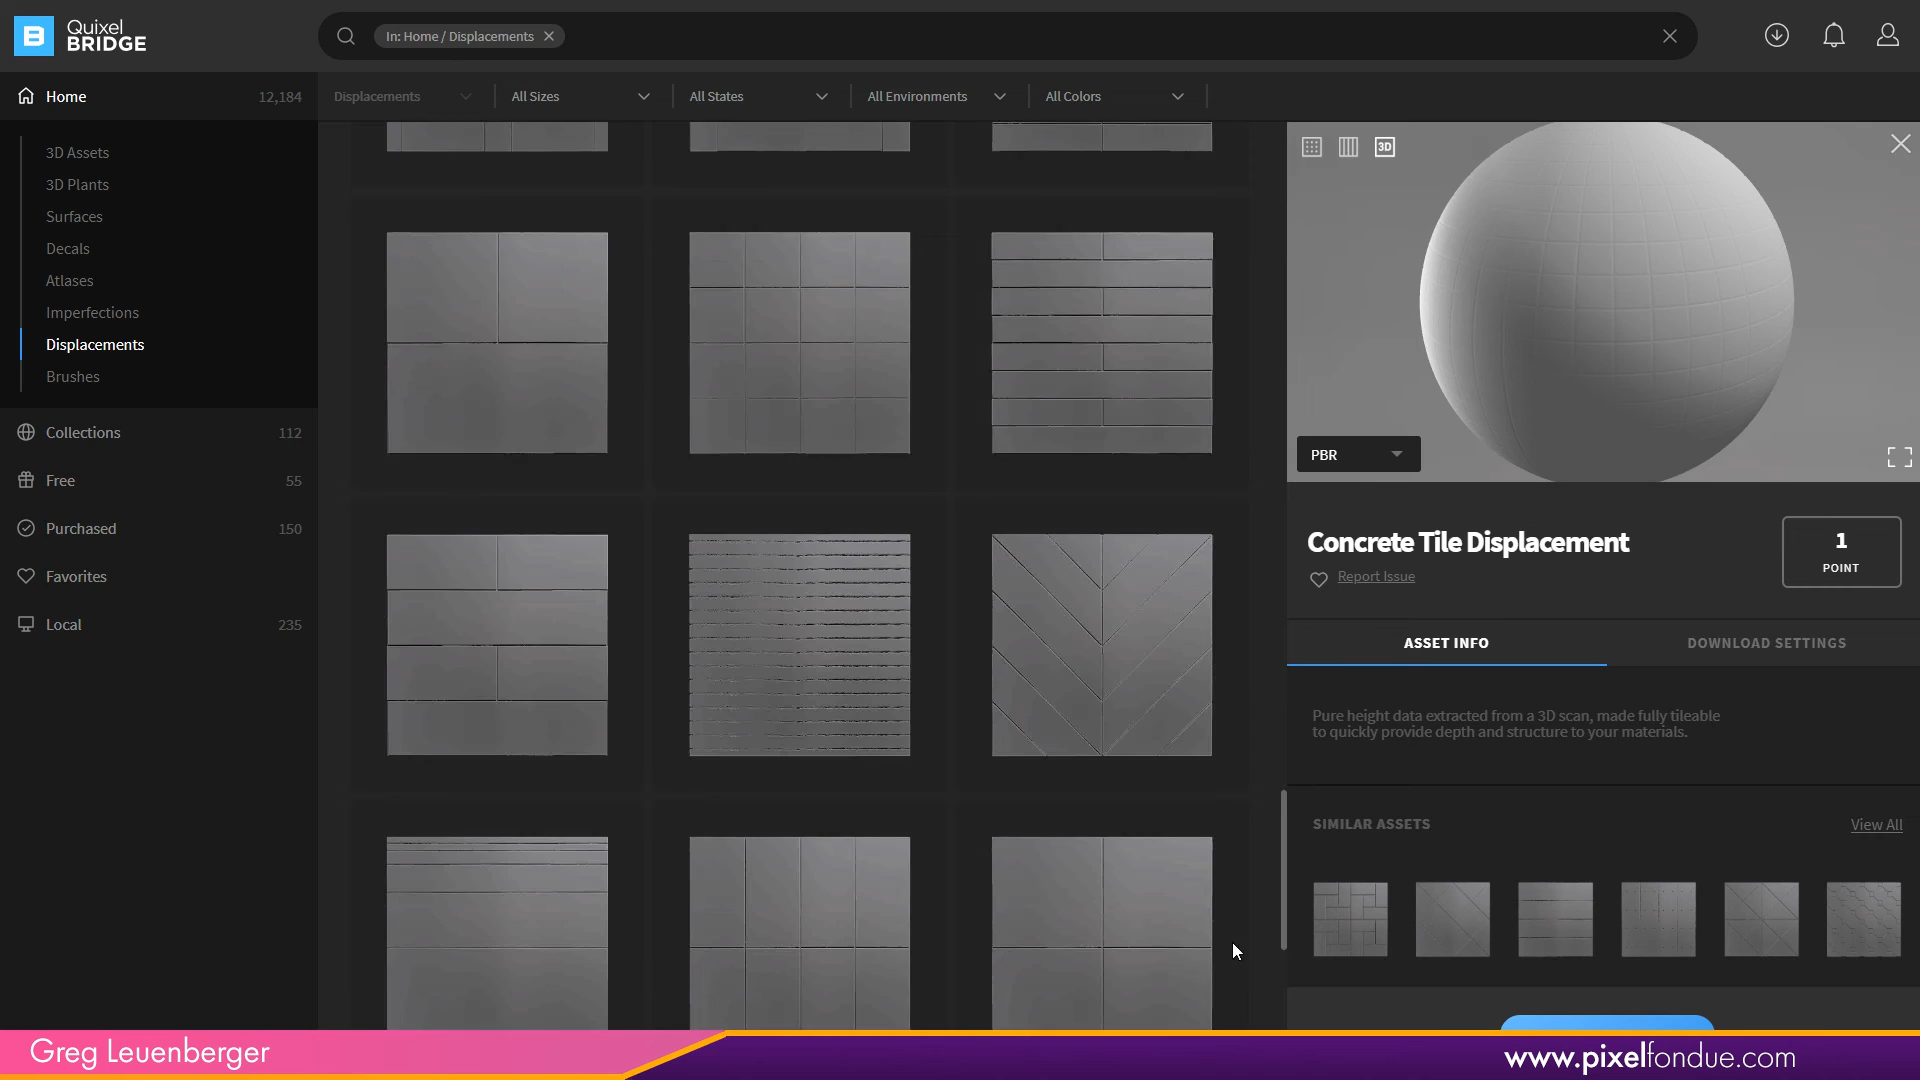 Quixel
BRIDGE
In: Home / Displacements
Home 12,184
3D Assets
3D Plants
Surfaces
Decals
Atlases
Imperfections
Displacements
Brushes
Collections 112
Free 55
Purchased 150
Favorites
Local 235
Displacements All Sizes All States All Environments All Colors
3D
PBR
Concrete Tile Displacement
Report Issue
1
POINT
ASSET INFO DOWNLOAD SETTINGS
Pure height data extracted from a 3D scan, made fully tileable
to quickly provide depth and structure to your materials.
SIMILAR ASSETS View All
Greg Leuenberger
www.pixelfondue.com